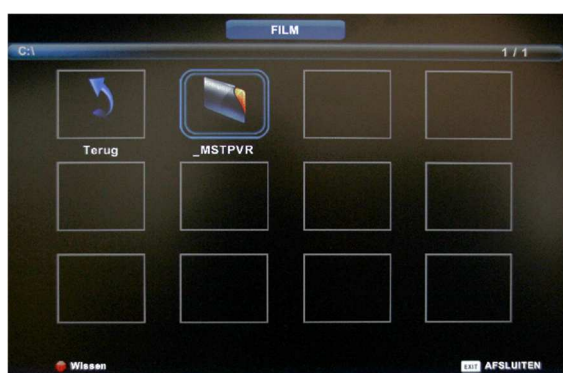 FILM
C:\ 1 / 1
Terug _MSTPVR
Wissen EXIT AFSLUITEN